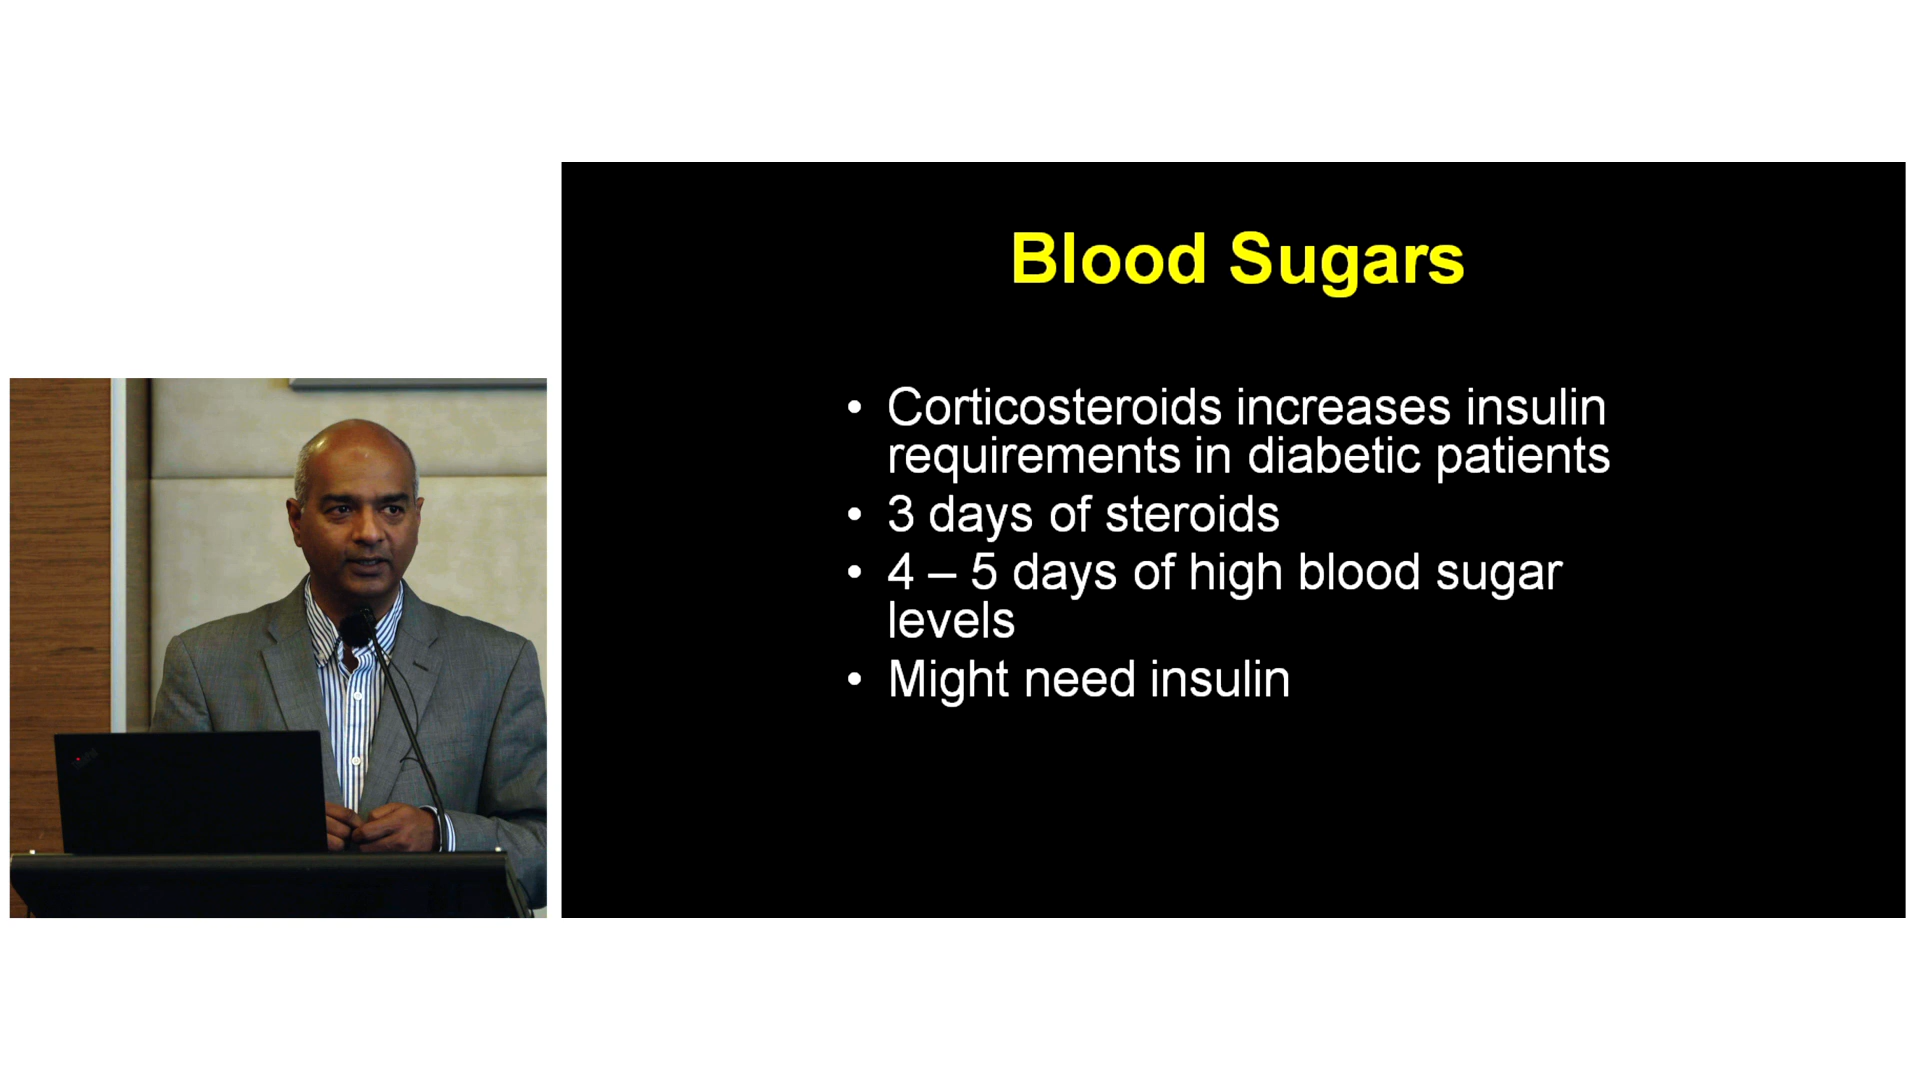 Blood Sugars
• Corticosteroids increases insulin
requirements in diabetic patients
• 3 days of steroids
• 4 – 5 days of high blood sugar
levels
• Might need insulin